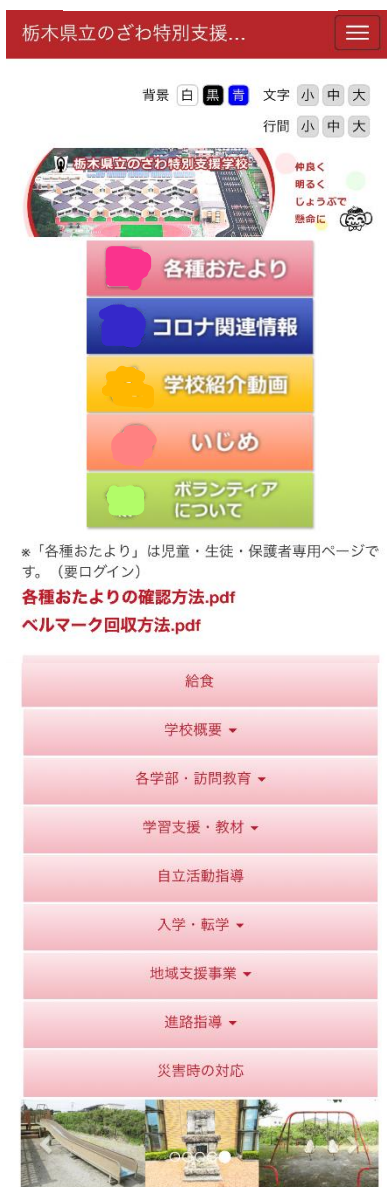 栃木県立のざわ特別支援...
背景 白 黒 青 文字 小 中 大
行間 小 中 大
栃木県立のざわ特別支援学校
仲良く
明るく
じょうぶで
懸命に
各種おたより
コロナ関連情報
学校紹介動画
いじめ
ボランティア
について
※「各種おたより」は児童・生徒・保護者専用ページで
す。（要ログイン）
各種おたよりの確認方法.pdf
ベルマーク回収方法.pdf
給食
学校概要
各学部・訪問教育
学習支援・教材
自立活動指導
入学・転学
地域支援事業
進路指導
災害時の対応